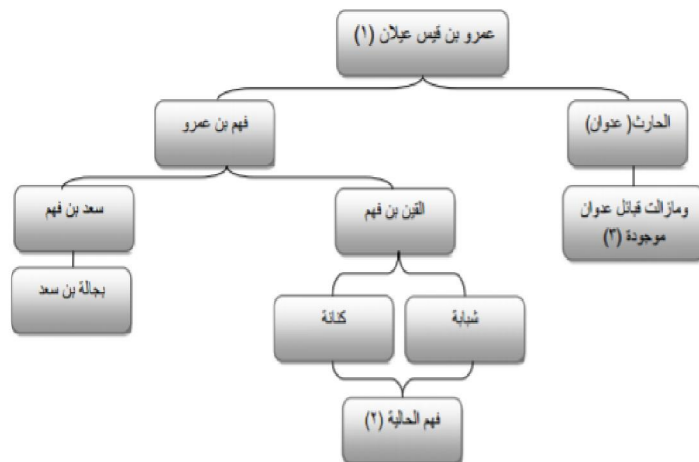 عمرو بن قيس عيلان (١)
الحارث( عدوان)
فهم بن عمرو
ومازالت قبائل عدوان
موجودة (٣)
القين بن فهم
سعد بن فهم
شبابة
كنانة
بجالة بن سعد
فهم الحالية (٢)